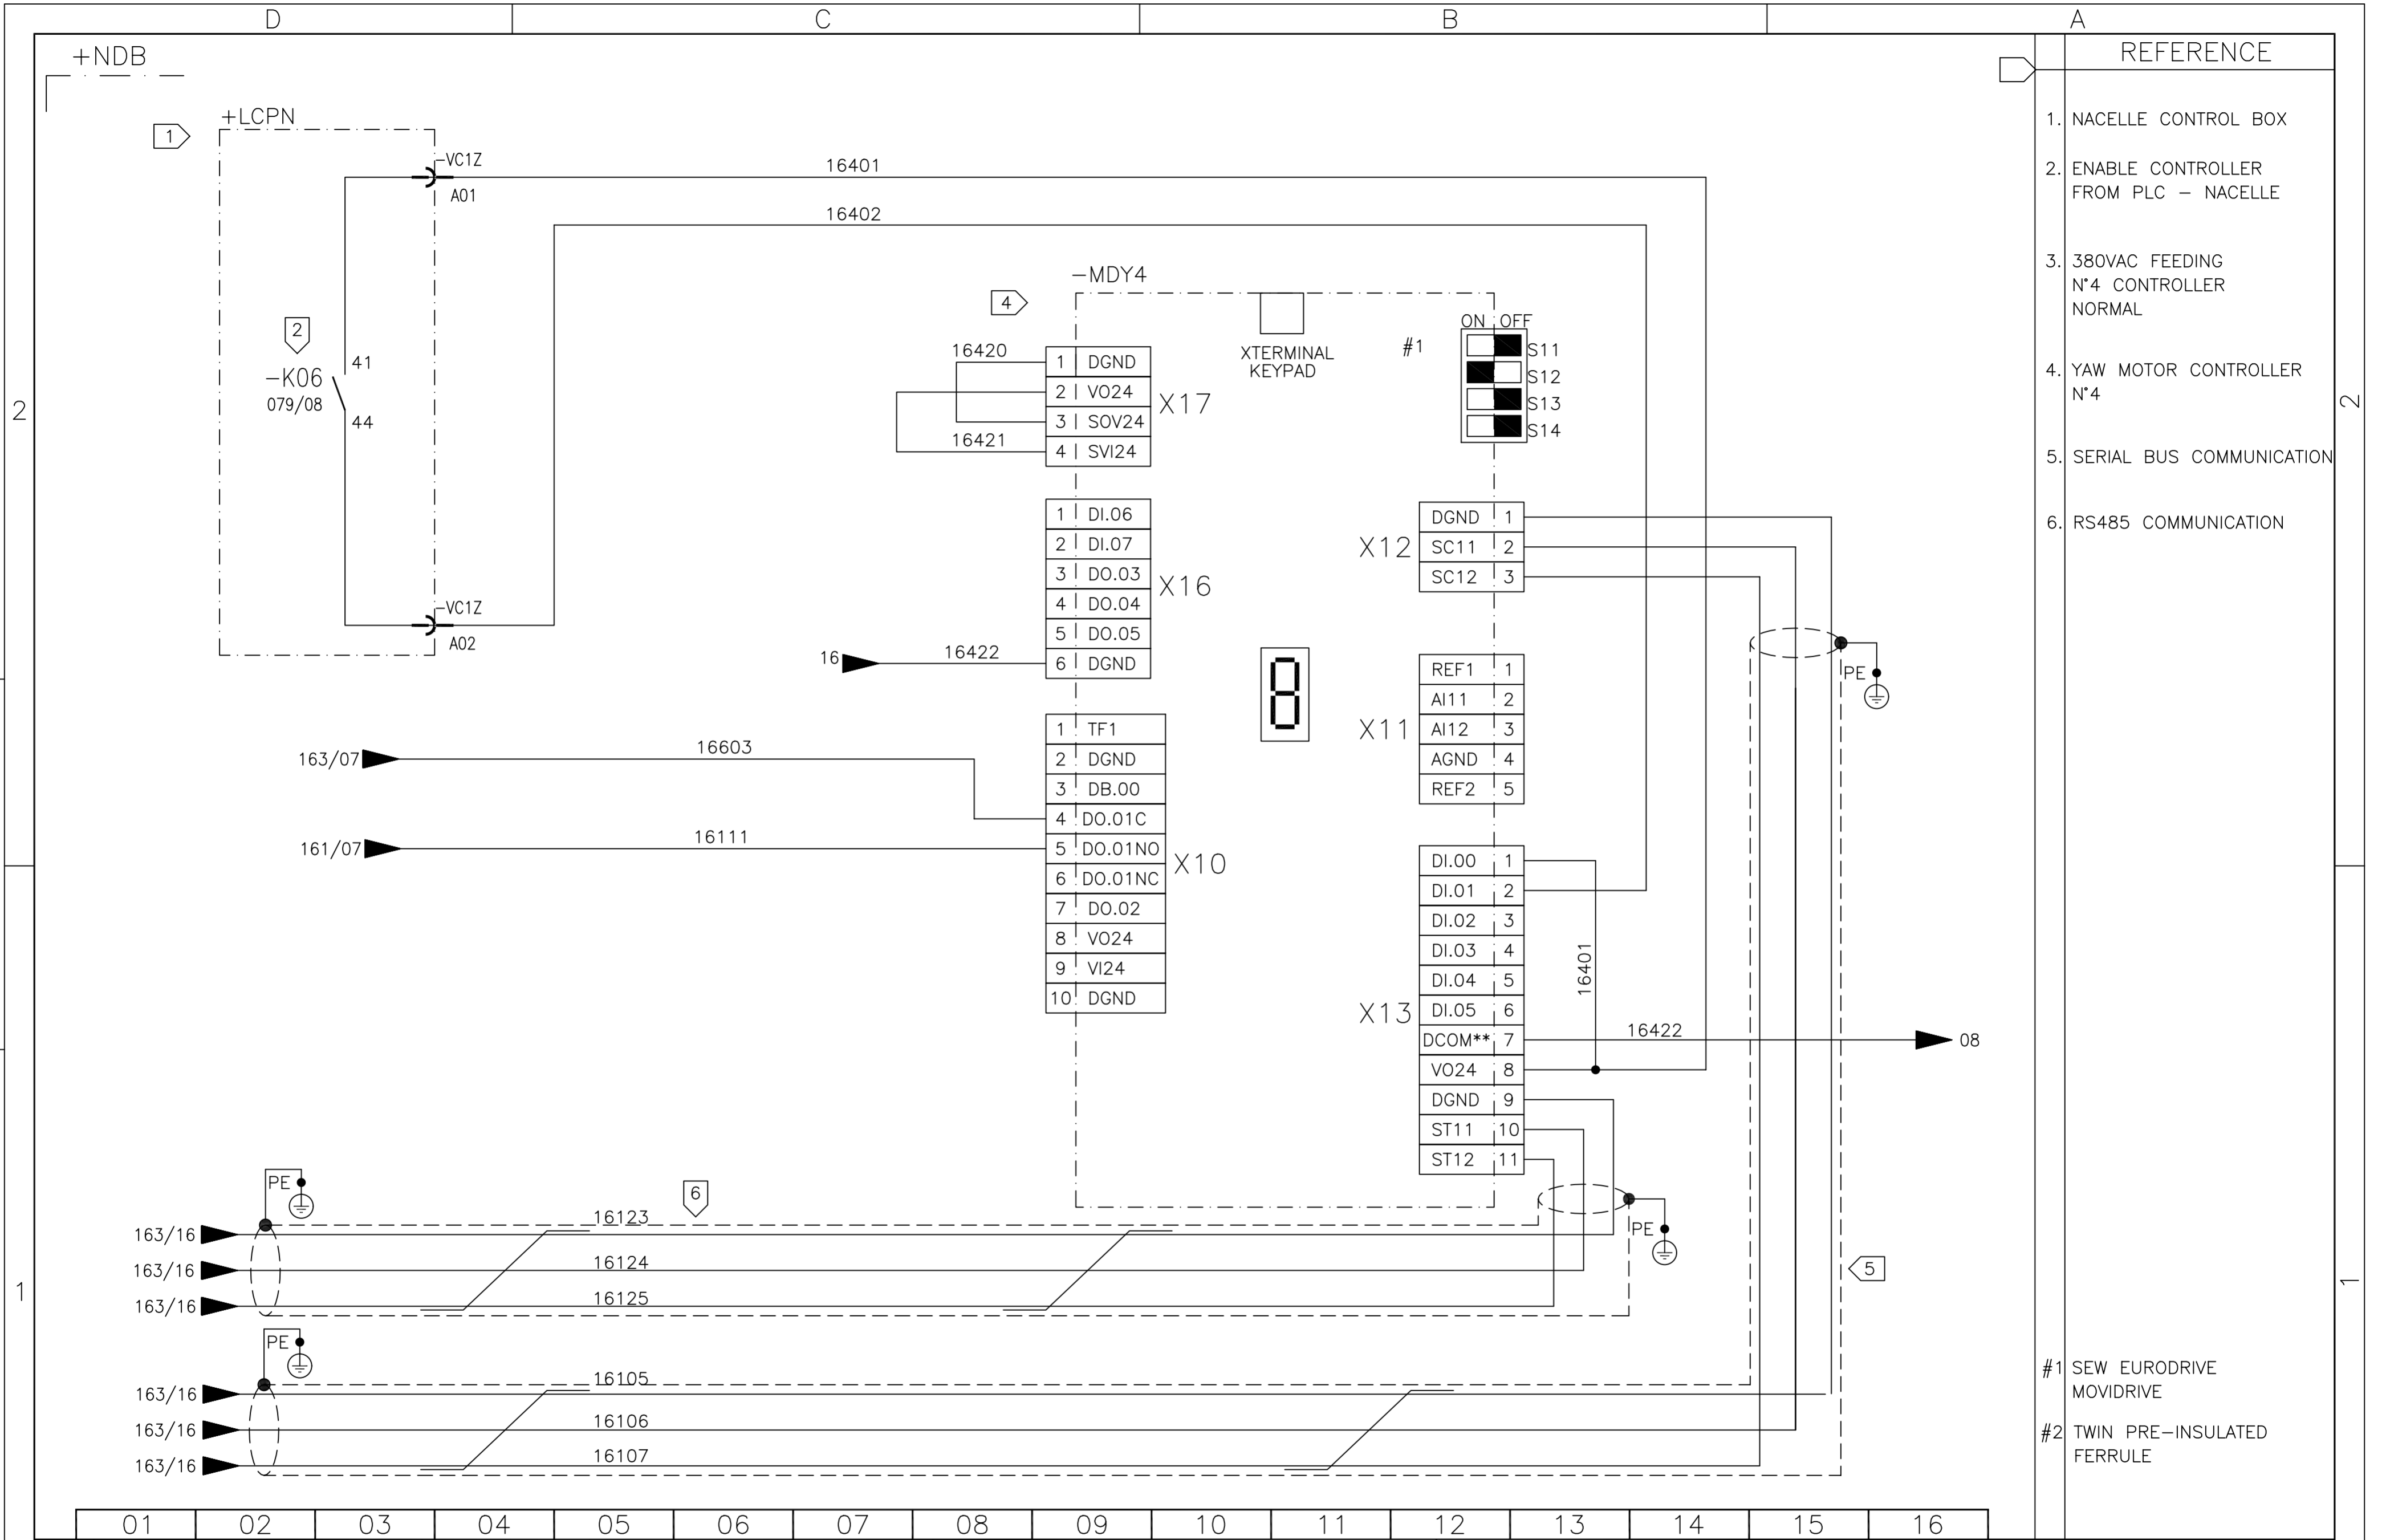 D C B A
+NDB
REFERENCE
+LCPN
1
-VC1Z
A01
16401
16402
2
-K06
079/08
41
44
-VC1Z
A02
4
-MDY4
XTERMINAL
KEYPAD
#1
ON OFF
S11
S12
S13
S14
16420
16421
1 DGND
2 VO24
3 SOV24
4 SVI24
X17
1 DI.06
2 DI.07
3 DO.03
4 DO.04
5 DO.05
6 DGND
X16
16 16422
1 TF1
2 DGND
3 DB.00
4 DO.01C
5 DO.01NO
6 DO.01NC
7 DO.02
8 VO24
9 VI24
10 DGND
X10
163/07 16603
161/07 16111
8
X12
DGND 1
SC11 2
SC12 3
X11
REF1 1
AI11 2
AI12 3
AGND 4
REF2 5
X13
DI.00 1
DI.01 2
DI.02 3
DI.03 4
DI.04 5
DI.05 6
DCOM** 7
VO24 8
DGND 9
ST11 10
ST12 11
16401
16422 08
PE
PE
PE
6
163/16 16123
163/16 16124
163/16 16125
5
PE
163/16 16105
163/16 16106
163/16 16107
1. NACELLE CONTROL BOX
2. ENABLE CONTROLLER
FROM PLC - NACELLE
3. 380VAC FEEDING
N°4 CONTROLLER
NORMAL
4. YAW MOTOR CONTROLLER
N°4
5. SERIAL BUS COMMUNICATION
6. RS485 COMMUNICATION
#1 SEW EURODRIVE
MOVIDRIVE
#2 TWIN PRE-INSULATED
FERRULE
2 2
1 1
01 02 03 04 05 06 07 08 09 10 11 12 13 14 15 16